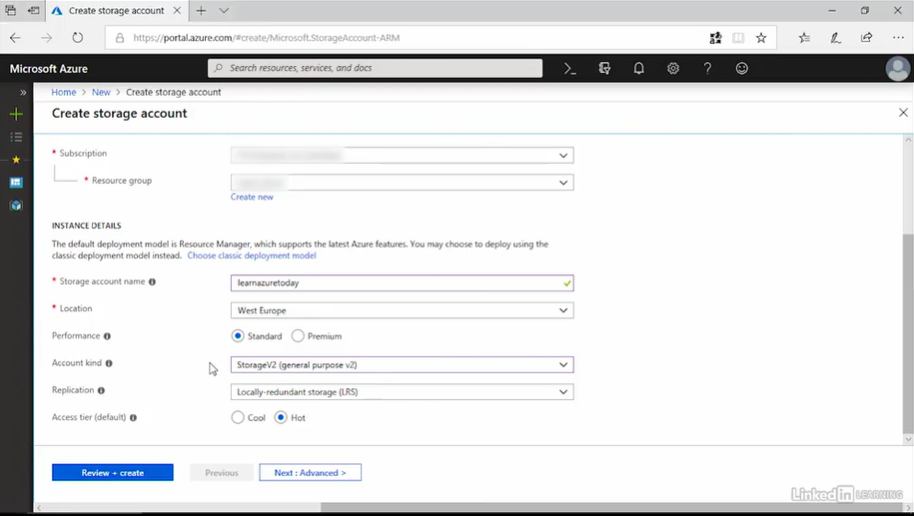 Create storage account
https://portal.azure.com/#create/Microsoft.StorageAccount-ARM
Microsoft Azure
Search resources, services, and docs
Home > New > Create storage account
Create storage account
* Subscription
* Resource group
Create new
INSTANCE DETAILS
The default deployment model is Resource Manager, which supports the latest Azure features. You may choose to deploy using the
classic deployment model instead. Choose classic deployment model
* Storage account name learnazuretoday
* Location West Europe
Performance Standard Premium
Account kind StorageV2 (general purpose v2)
Replication Locally-redundant storage (LRS)
Access tier (default) Cool Hot
Review + create Previous Next : Advanced >
LinkedIn LEARNING